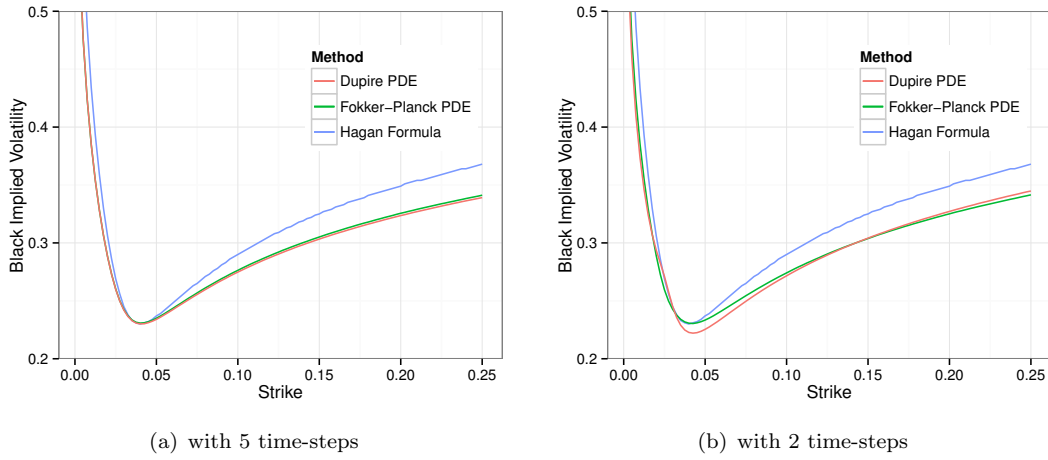 0.5
0.4
0.3
0.2
Black Implied Volatility
Method
Dupire PDE
Fokker−Planck PDE
Hagan Formula
0.00 0.05 0.10 0.15 0.20 0.25
Strike
(a) with 5 time-steps
0.5
0.4
0.3
0.2
Black Implied Volatility
Method
Dupire PDE
Fokker−Planck PDE
Hagan Formula
0.00 0.05 0.10 0.15 0.20 0.25
Strike
(b) with 2 time-steps